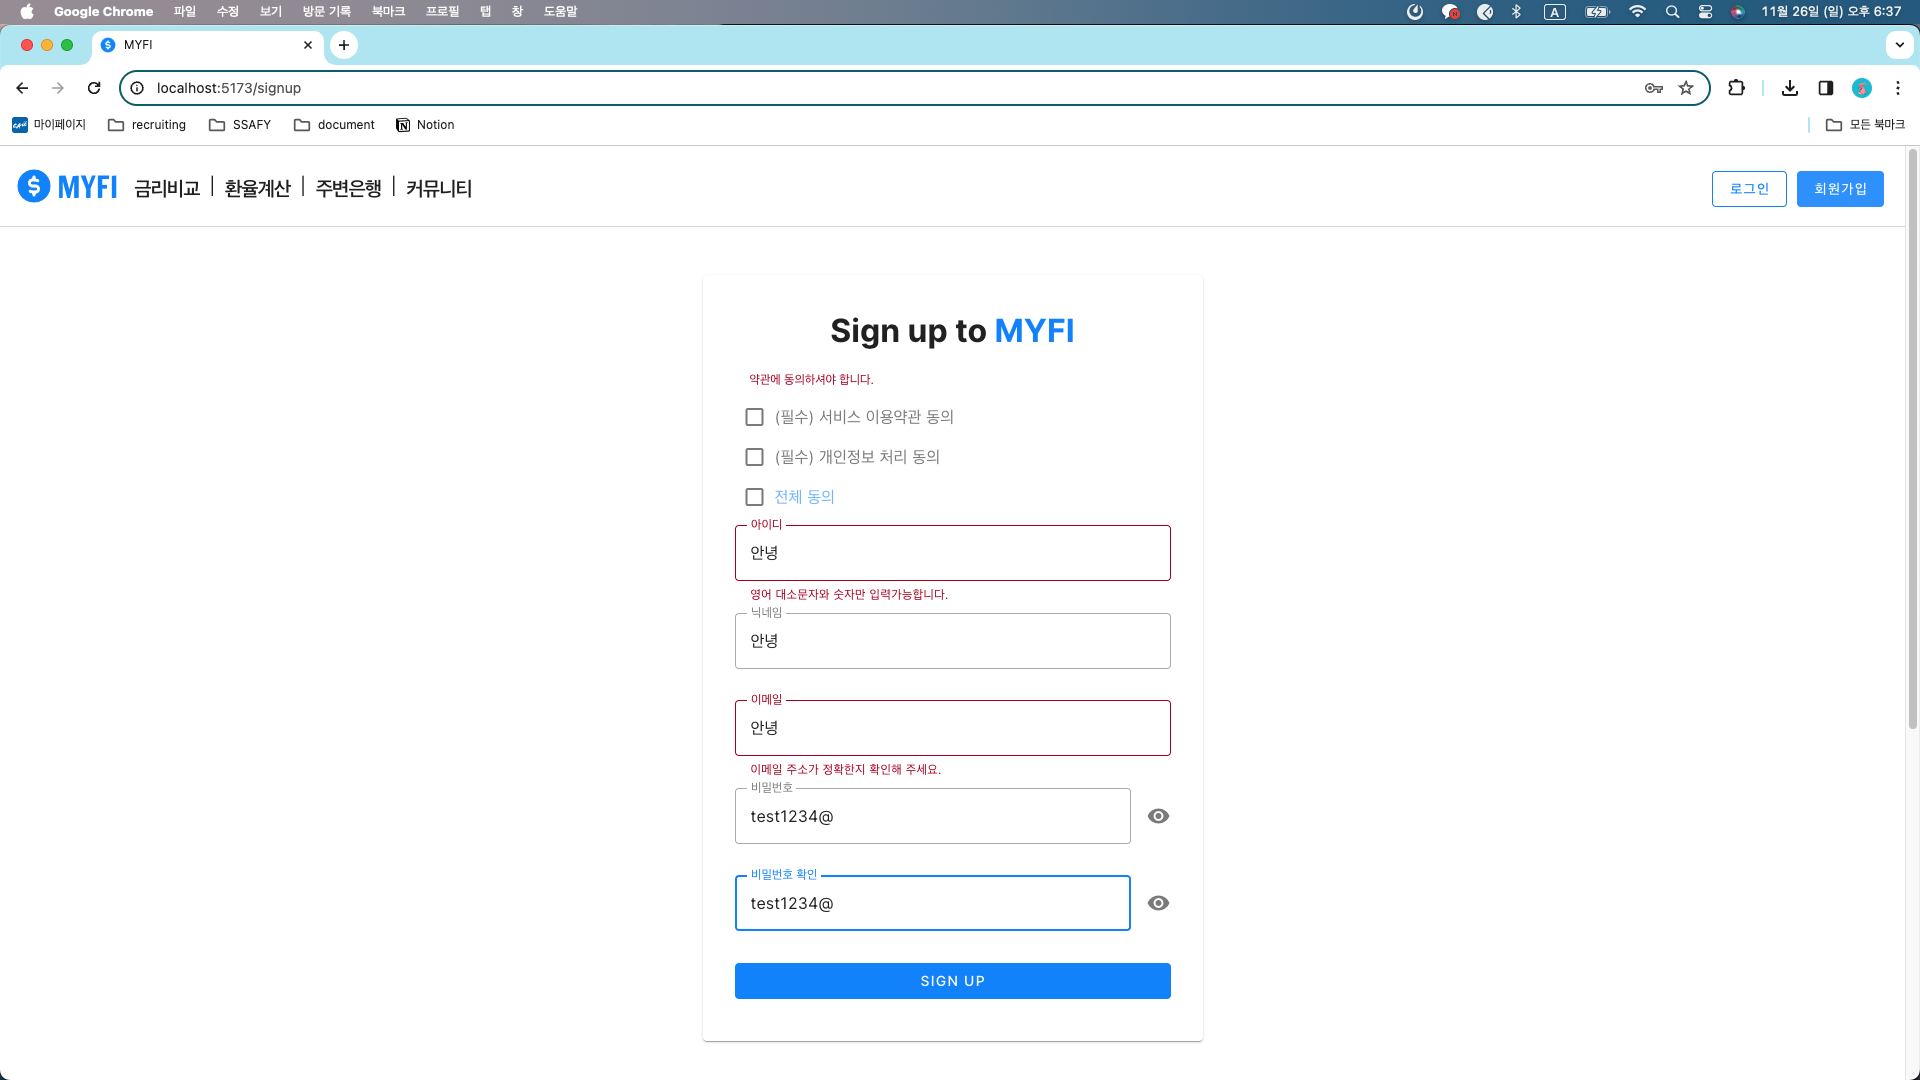 Google Chrome 파일 수정 보기 방문 기록 북마크 프로필 탭 창 도움말 A 11월 26일 (일) 오후 6:37
MYFI
localhost:5173/signup
마이페이지 recruiting SSAFY document Notion 모든 북마크
MYFI 금리비교 | 환율계산 | 주변은행 | 커뮤니티 로그인 회원가입
Sign up to MYFI
약관에 동의하셔야 합니다.
(필수) 서비스 이용약관 동의
(필수) 개인정보 처리 동의
전체 동의
아이디
안녕
영어 대소문자와 숫자만 입력가능합니다.
닉네임
안녕
이메일
안녕
이메일 주소가 정확한지 확인해 주세요.
비밀번호
test1234@
비밀번호 확인
test1234@
SIGN UP